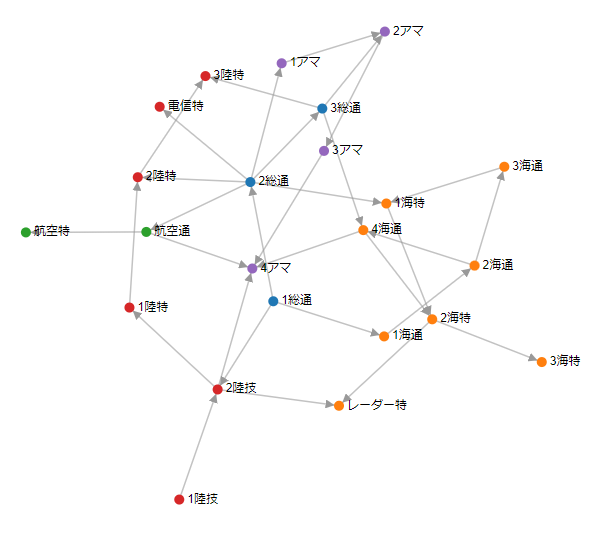 2アマ
1アマ
3陸特
電信特
3総通
3アマ
3海通
2陸特
2総通
1海特
航空特
航空通
4海通
4アマ
2海通
1総通
1陸特
2海特
1海通
3海特
2陸技
レーダー特
1陸技